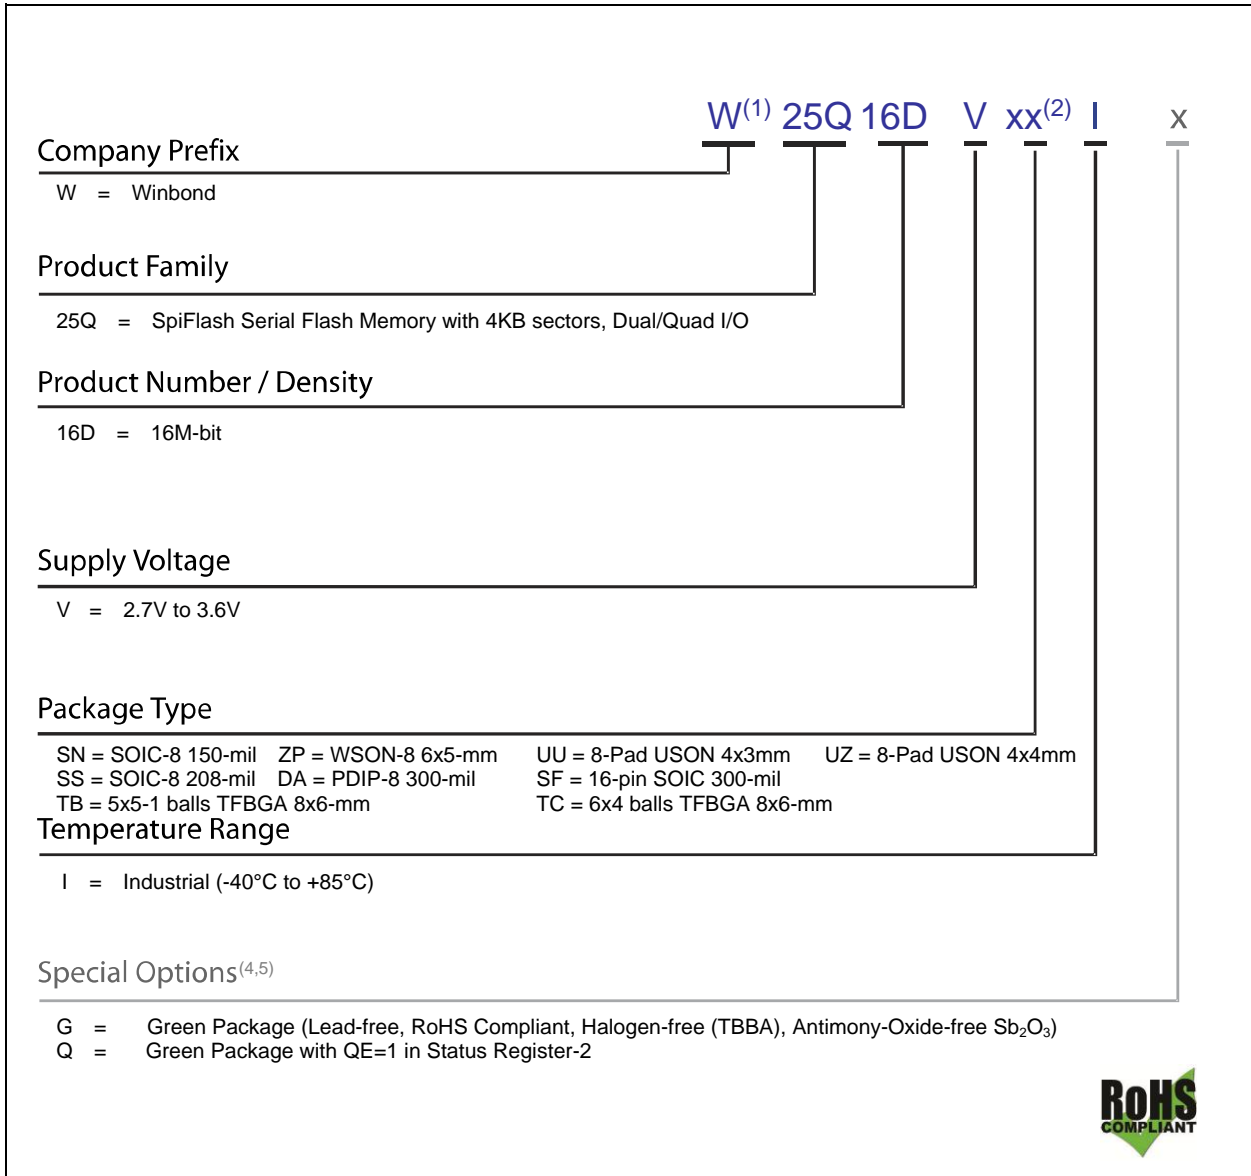 W(1) 25Q 16D V xx(2) I x
Company Prefix
W = Winbond
Product Family
25Q = SpiFlash Serial Flash Memory with 4KB sectors, Dual/Quad I/O
Product Number / Density
16D = 16M-bit
Supply Voltage
V = 2.7V to 3.6V
Package Type
SN = SOIC-8 150-mil ZP = WSON-8 6x5-mm UU = 8-Pad USON 4x3mm UZ = 8-Pad USON 4x4mm
SS = SOIC-8 208-mil DA = PDIP-8 300-mil SF = 16-pin SOIC 300-mil
TB = 5x5-1 balls TFBGA 8x6-mm TC = 6x4 balls TFBGA 8x6-mm
Temperature Range
I = Industrial (-40°C to +85°C)
Special Options(4,5)
G = Green Package (Lead-free, RoHS Compliant, Halogen-free (TBBA), Antimony-Oxide-free Sb₂O₃)
Q = Green Package with QE=1 in Status Register-2
RoHS
COMPLIANT